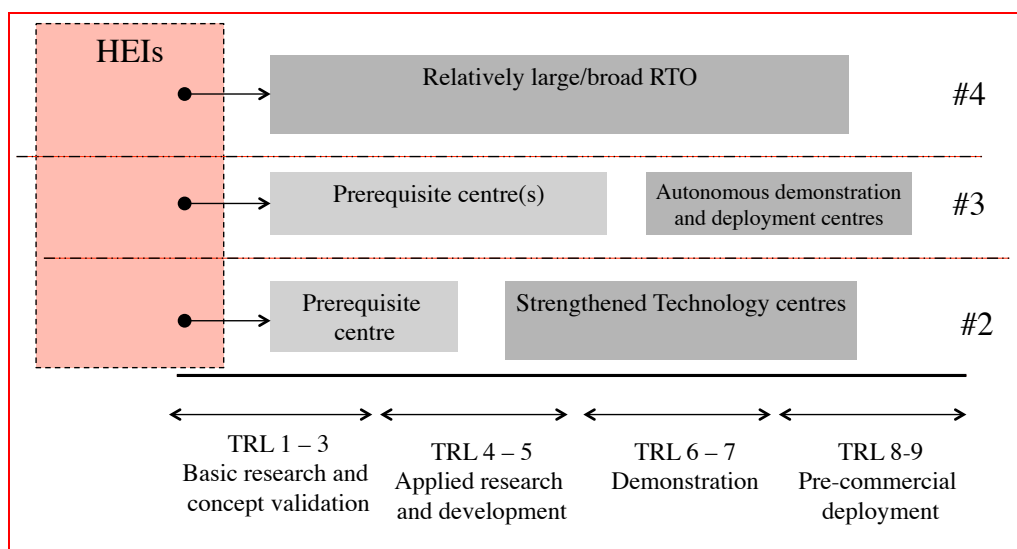 HEIs
Relatively large/broad RTO
#4
Prerequisite centre(s)
Autonomous demonstration
and deployment centres
#3
Prerequisite
centre
Strengthened Technology centres
#2
TRL 1 – 3
Basic research and
concept validation
TRL 4 – 5
Applied research
and development
TRL 6 – 7
Demonstration
TRL 8-9
Pre-commercial
deployment